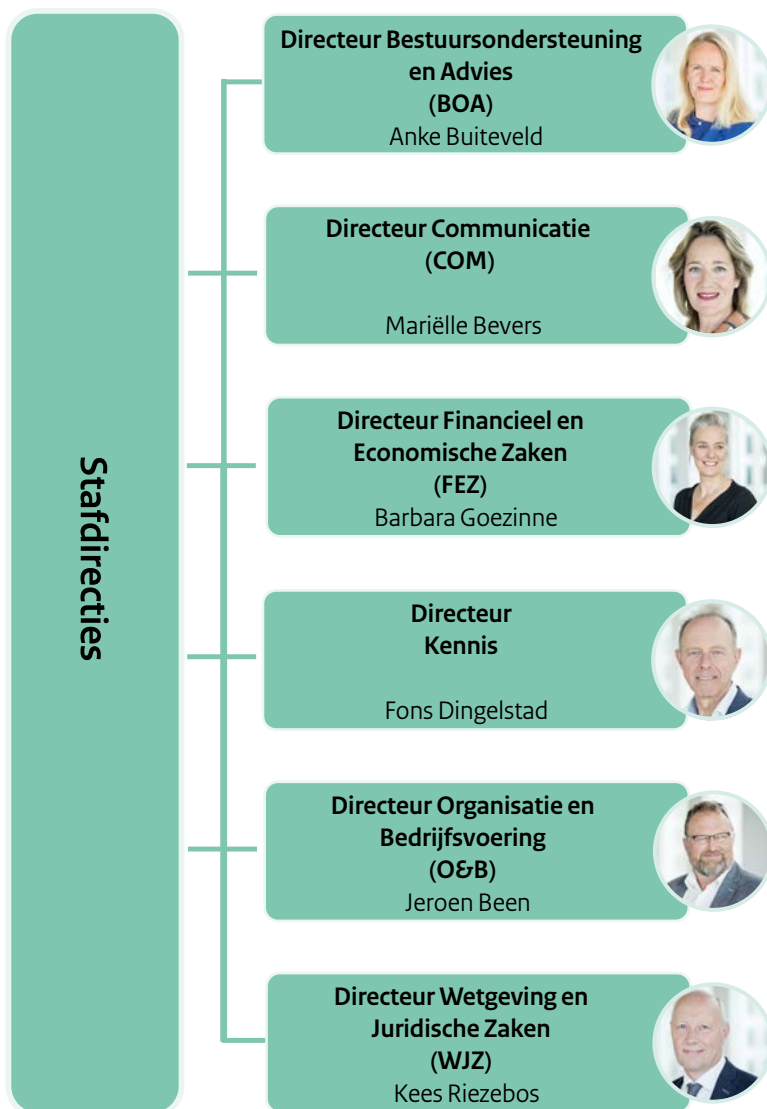 Stafdirecties
Directeur Bestuursondersteuning
en Advies
(BOA)
Anke Buiteveld
Directeur Communicatie
(COM)
Mariëlle Bevers
Directeur Financieel en
Economische Zaken
(FEZ)
Barbara Goezinne
Directeur
Kennis
Fons Dingelstad
Directeur Organisatie en
Bedrijfsvoering
(O&B)
Jeroen Been
Directeur Wetgeving en
Juridische Zaken
(WJZ)
Kees Riezebos